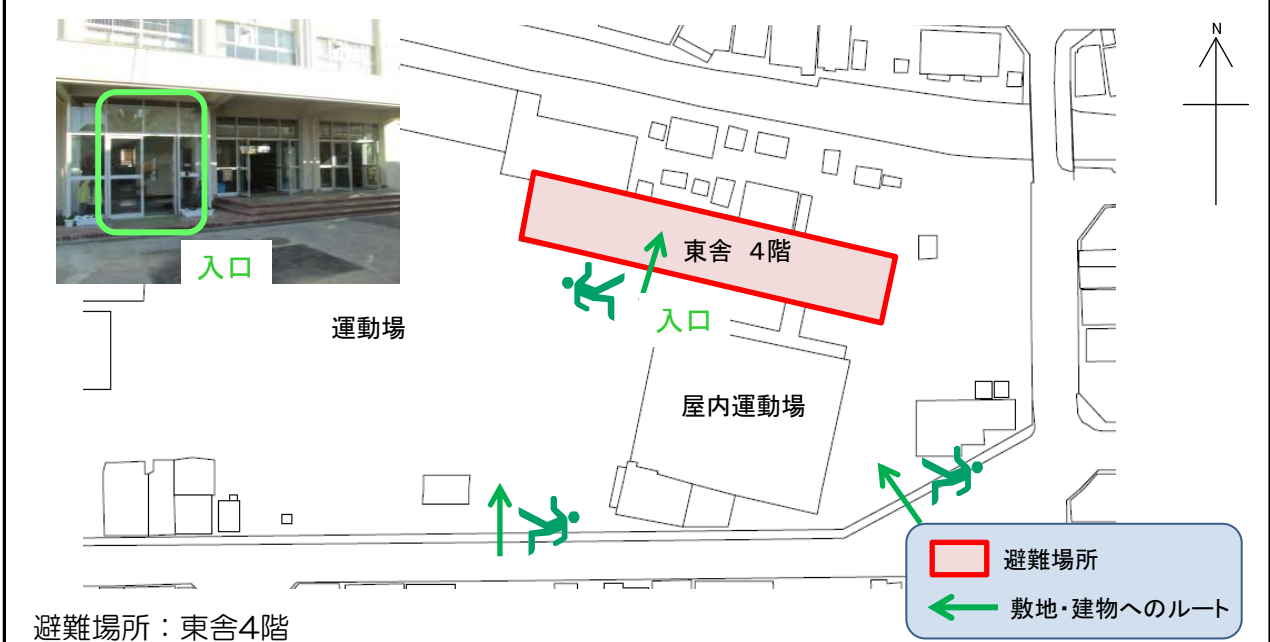 N
入口
東舎 4階
入口
運動場
屋内運動場
避難場所
敷地・建物へのルート
避難場所：東舎4階